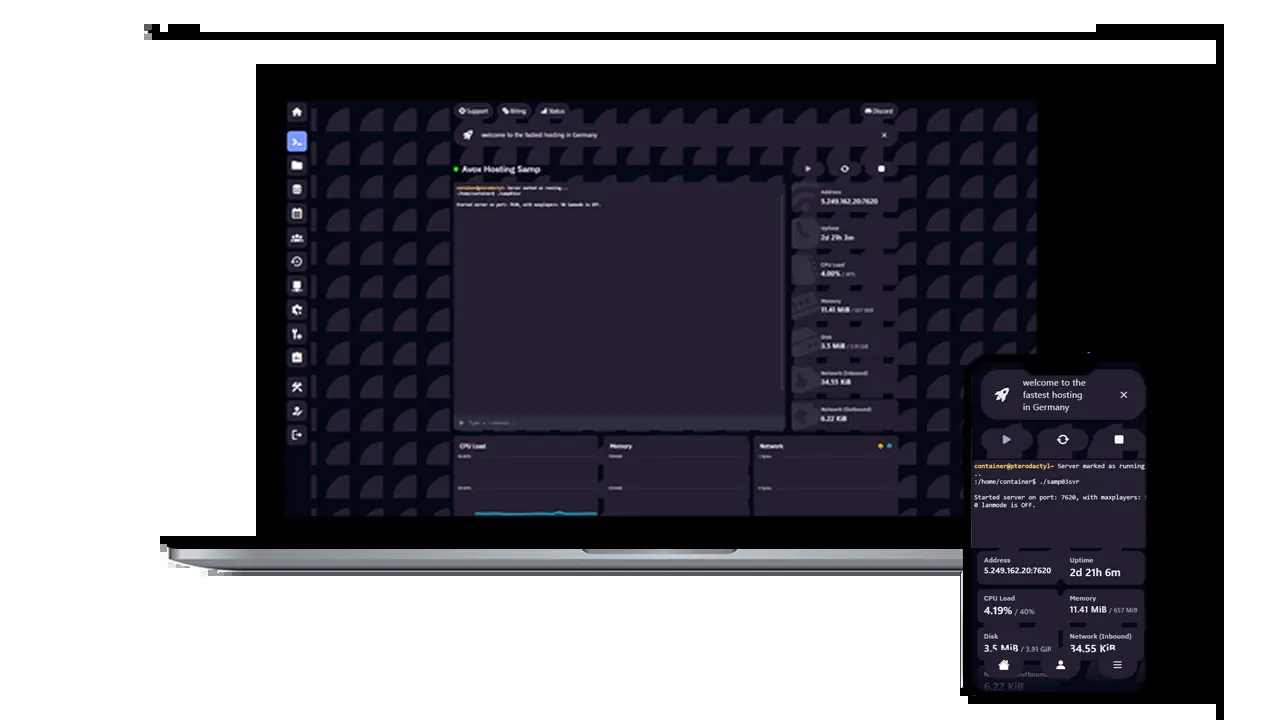 Support
Billing
Status
Discord
welcome to the fastest hosting in Germany
Avox Hosting Samp
container@pterodactyl~ Server marked as running...
:/home/container$ ./samp03svr
Started server on port: 7620, with maxplayers: 50 lanmode is OFF.
Type a command...
Address
5.249.162.20:7620
Uptime
2d 21h 3m
CPU Load
4.00% / 40%
Memory
11.41 MiB / 657 MiB
Disk
3.5 MiB / 3.91 GiB
Network (Inbound)
34.55 KiB
Network (Outbound)
6.22 KiB
CPU Load
Memory
Network
welcome to the
fastest hosting
in Germany
container@pterodactyl~ Server marked as running
..
:/home/container$ ./samp03svr
Started server on port: 7620, with maxplayers:
0 lanmode is OFF.
Address
5.249.162.20:7620
Uptime
2d 21h 6m
CPU Load
4.19% / 40%
Memory
11.41 MiB / 657 MiB
Disk
3.5 MiB / 3.91 GiB
Network (Inbound)
34.55 KiB
6.22 KiB